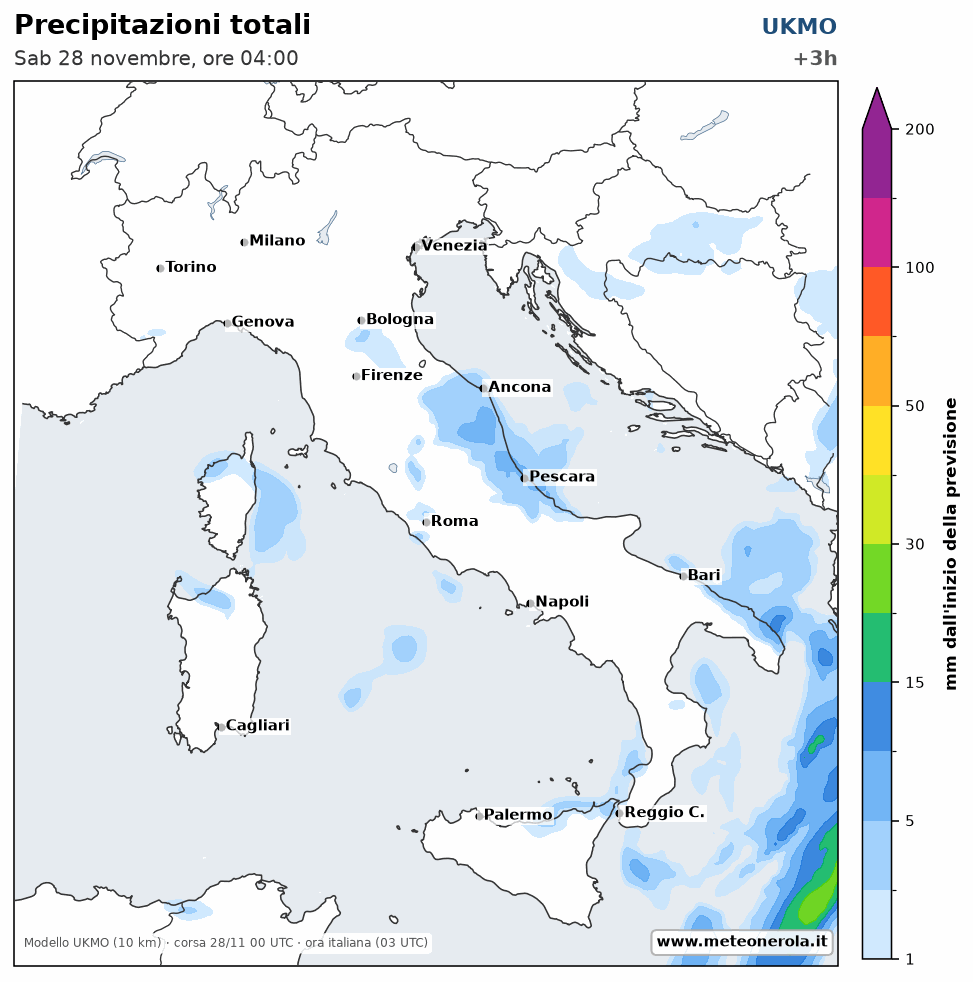 Precipitazioni totali
UKMO
Sab 28 novembre, ore 04:00
+3h
200
100
50
30
15
5
1
mm dall'inizio della previsione
Milano
Venezia
Torino
Genova
Bologna
Firenze
Ancona
Pescara
Roma
Bari
Napoli
Cagliari
Palermo
Reggio C.
Modello UKMO (10 km) · corsa 28/11 00 UTC · ora italiana (03 UTC)
www.meteonerola.it